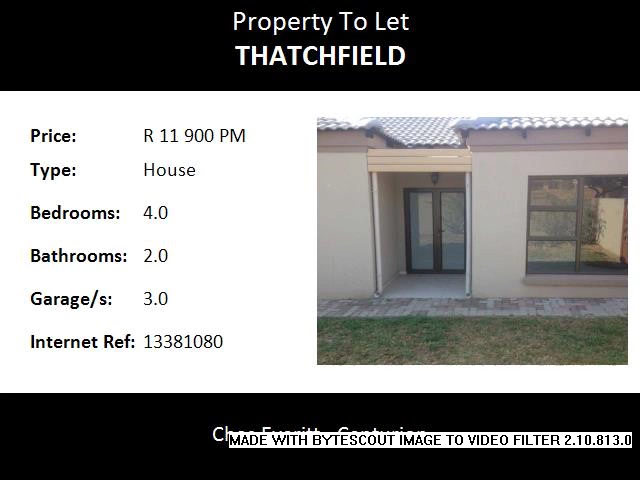 Property To Let
THATCHFIELD
Price: R 11 900 PM
Type: House
Bedrooms: 4.0
Bathrooms: 2.0
Garage/s: 3.0
Internet Ref: 13381080
MADE WITH BYTESCOUT IMAGE TO VIDEO FILTER 2.10.813.0